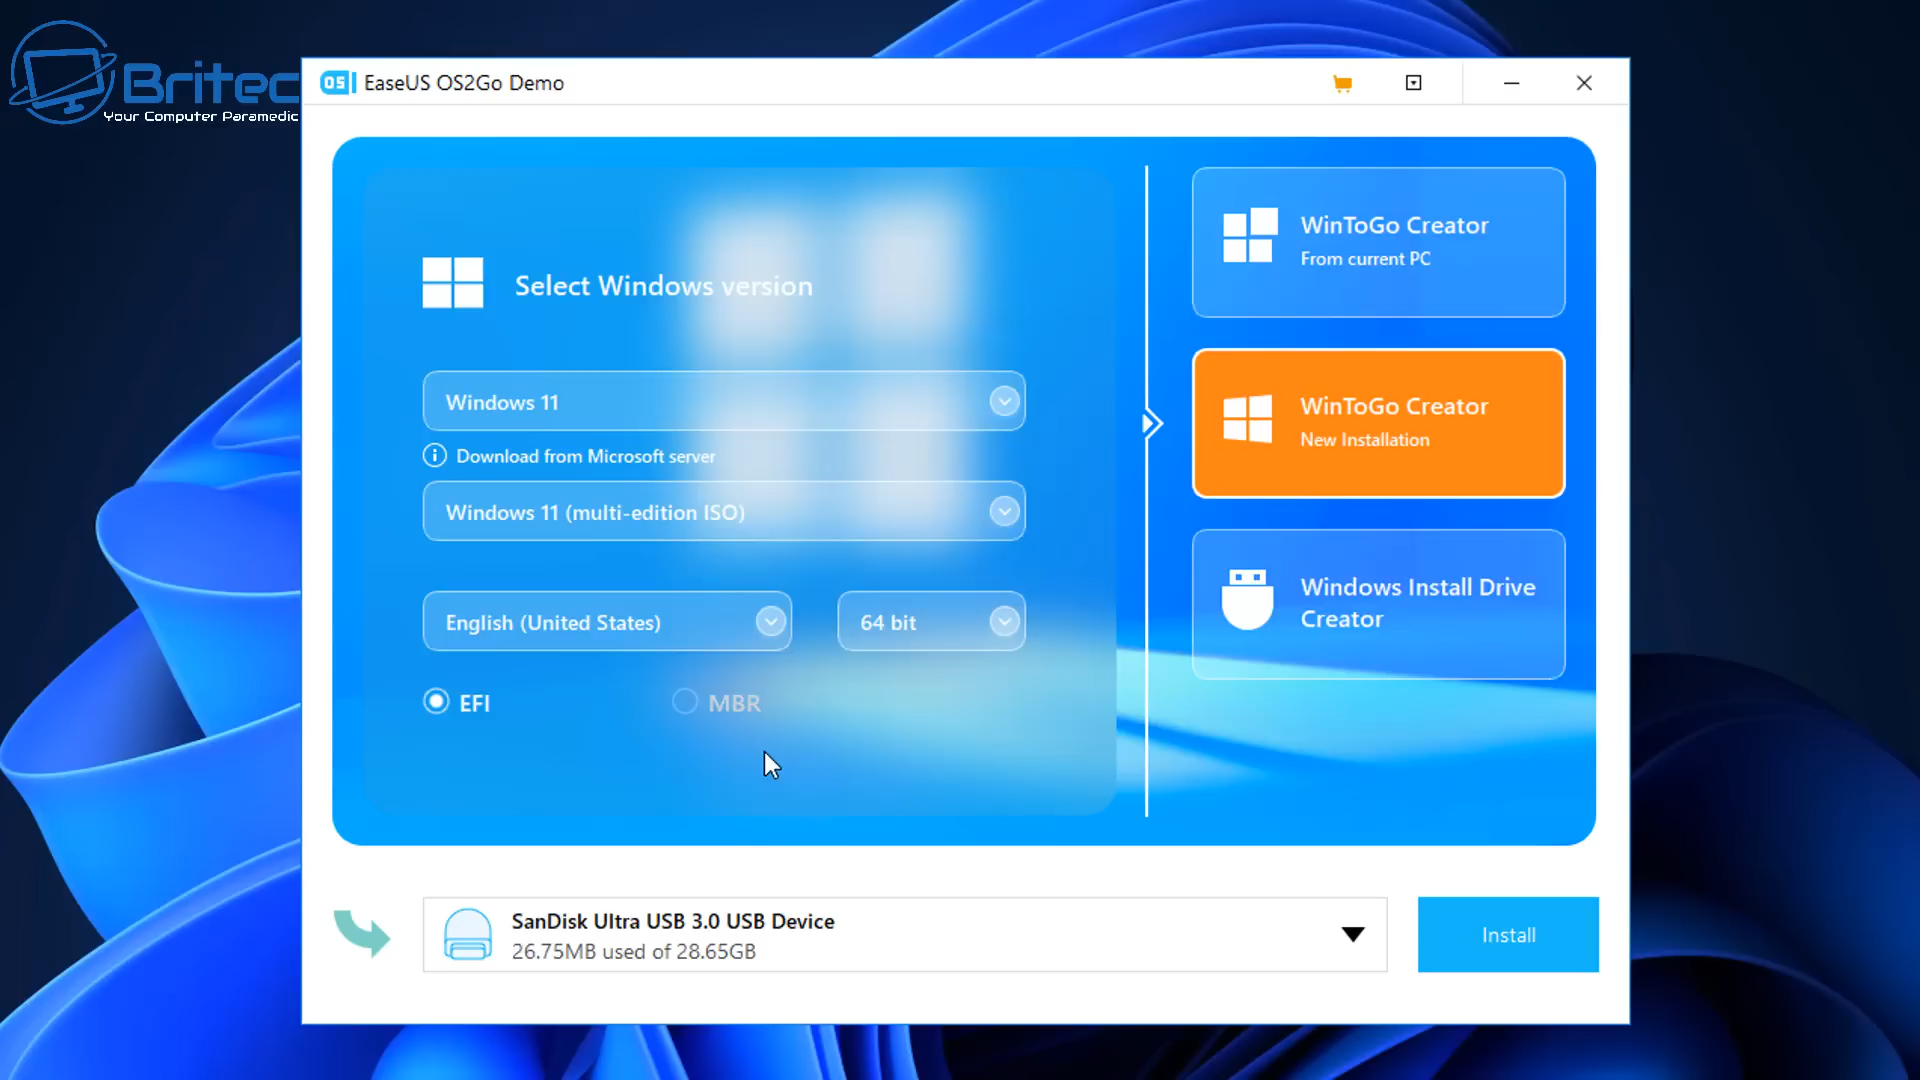 Britec
Your Computer Paramedic
OS EaseUS OS2Go Demo
Select Windows version
Windows 11
Download from Microsoft server
Windows 11 (multi-edition ISO)
English (United States)
64 bit
EFI
MBR
WinToGo Creator
From current PC
WinToGo Creator
New Installation
Windows Install Drive
Creator
SanDisk Ultra USB 3.0 USB Device
26.75MB used of 28.65GB
Install